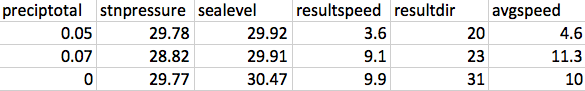 preciptotal stnpressure sealevel resultspeed resultdir avgspeed
0.05 29.78 29.92 3.6 20 4.6
0.07 28.82 29.91 9.1 23 11.3
0 29.77 30.47 9.9 31 10